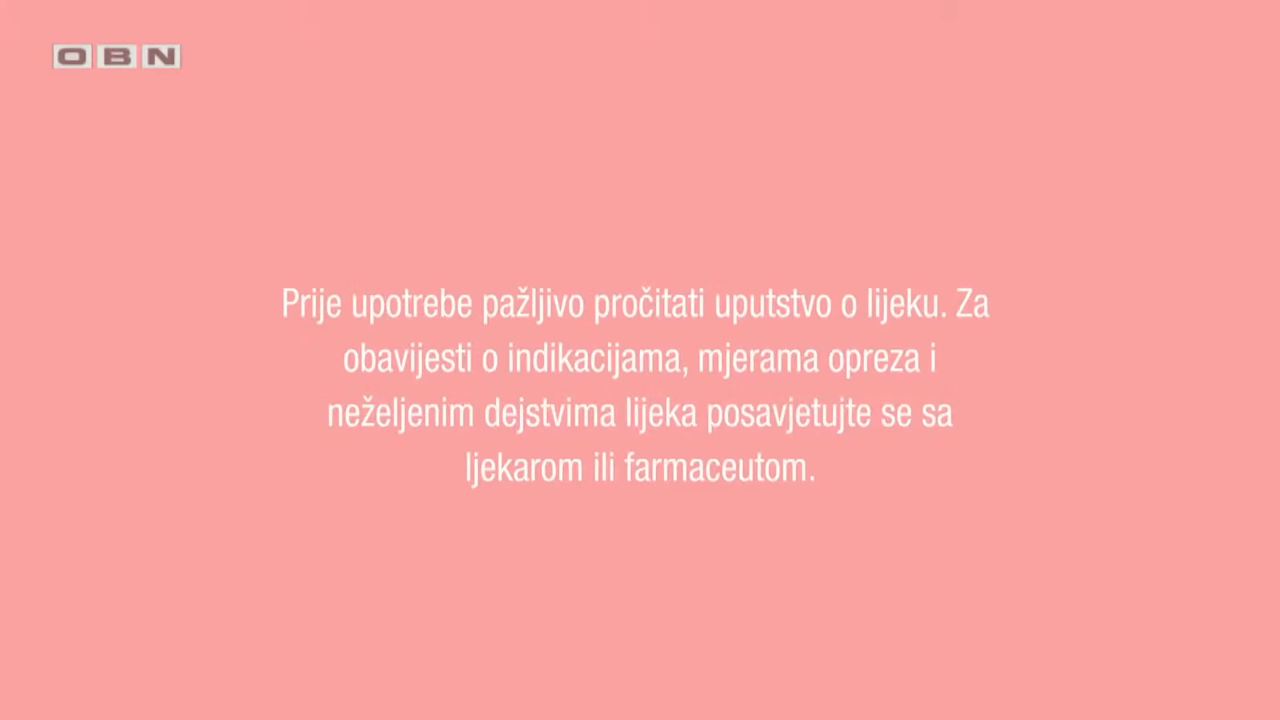 OBN
Prije upotrebe pažljivo pročitati uputstvo o lijeku. Za
obavijesti o indikacijama, mjerama opreza i
neželjenim dejstvima lijeka posavjetujte se sa
ljekarom ili farmaceutom.